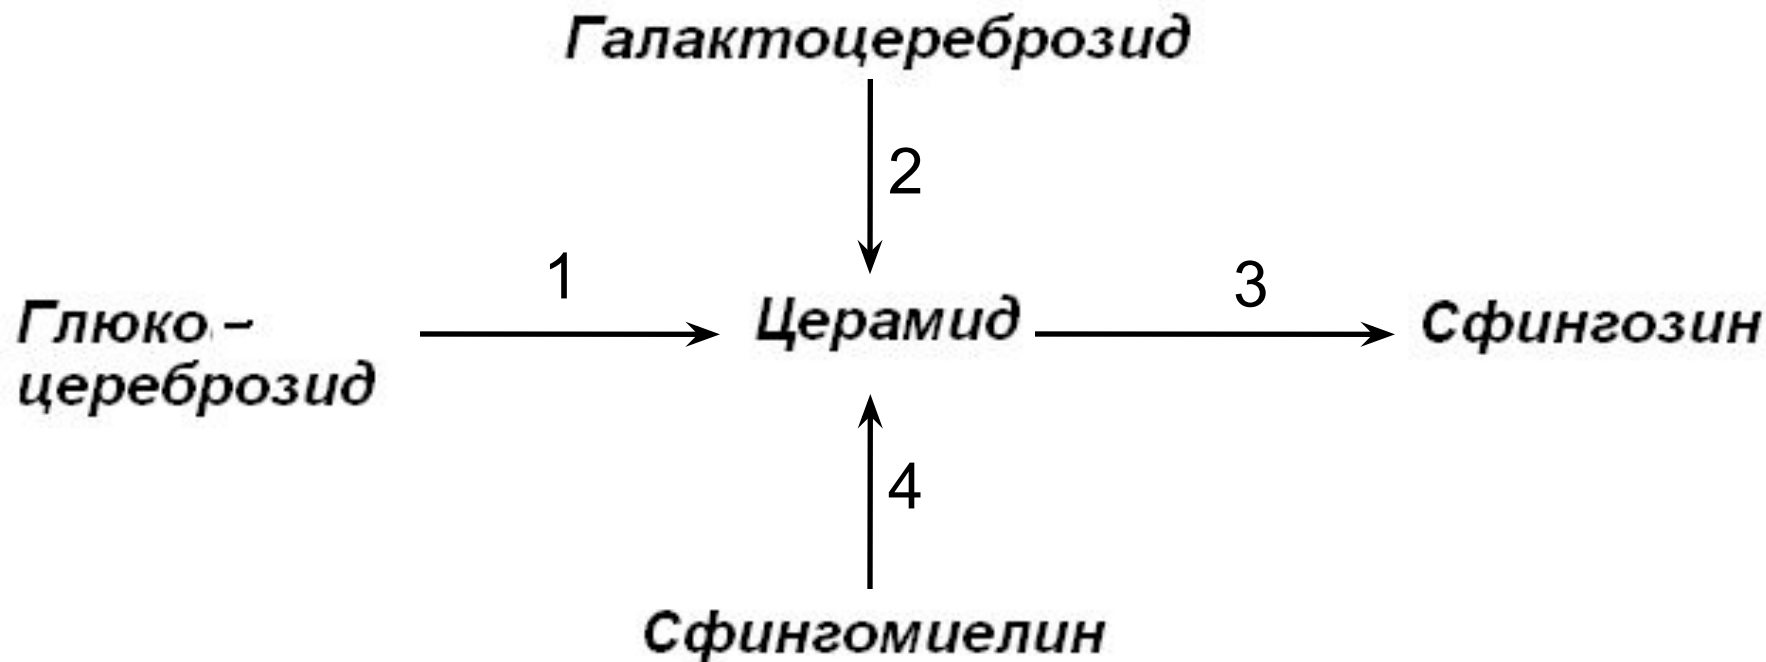 Галактоцереброзид
2
1
3
Глюко –
Церамид
Сфингозин
цереброзид
4
Сфингомиелин